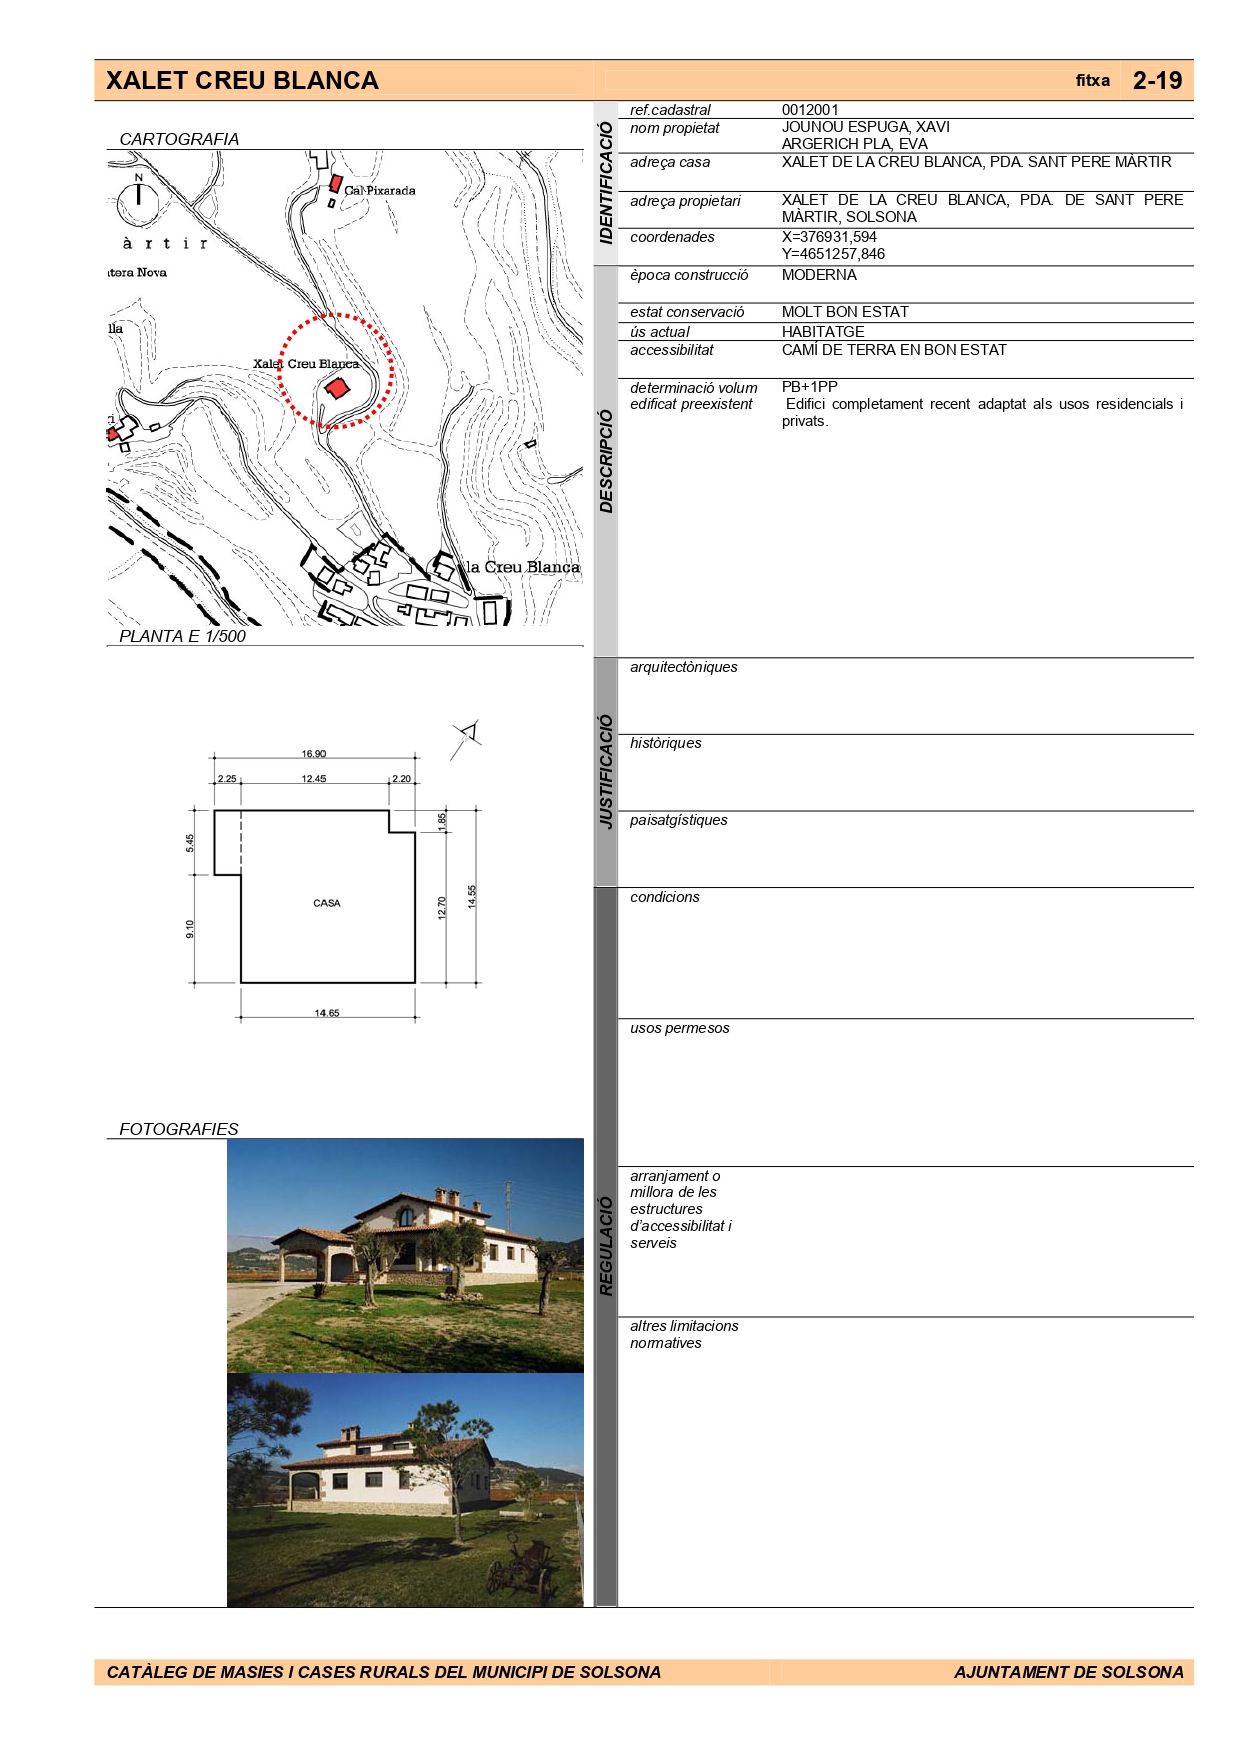 XALET CREU BLANCA
fitxa 2-19
CARTOGRAFIA
N
Cal Pixarada
à r t i r
tera Nova
lla
Xalet Creu Blanca
la Creu Blanca
PLANTA E 1/500
16.90
2.25 12.45 2.20
5.45
9.10
1.85
12.70
14.55
CASA
14.65
FOTOGRAFIES
IDENTIFICACIÓ
ref.cadastral 0012001
nom propietat JOUNOU ESPUGA, XAVI
ARGERICH PLA, EVA
adreça casa XALET DE LA CREU BLANCA, PDA. SANT PERE MÀRTIR
adreça propietari XALET DE LA CREU BLANCA, PDA. DE SANT PERE
MÀRTIR, SOLSONA
coordenades X=376931,594
Y=4651257,846
DESCRIPCIÓ
època construcció MODERNA
estat conservació MOLT BON ESTAT
ús actual HABITATGE
accessibilitat CAMÍ DE TERRA EN BON ESTAT
determinació volum PB+1PP
edificat preexistent Edifici completament recent adaptat als usos residencials i
privats.
JUSTIFICACIÓ
arquitectòniques
històriques
paisatgístiques
REGULACIÓ
condicions
usos permesos
arranjament o
millora de les
estructures
d'accessibilitat i
serveis
altres limitacions
normatives
CATÀLEG DE MASIES I CASES RURALS DEL MUNICIPI DE SOLSONA
AJUNTAMENT DE SOLSONA